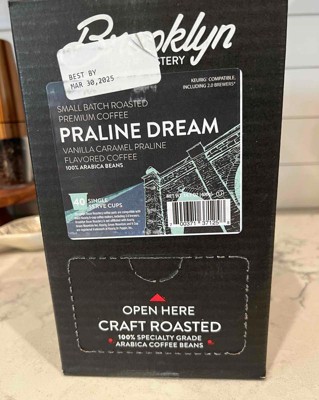 Brooklyn
BEST BY
MAR 30,2025
KEURIG COMPATIBLE,
INCLUDING 2.0 BREWERS*
SMALL BATCH ROASTED
PREMIUM COFFEE
PRALINE DREAM
VANILLA CARAMEL PRALINE
FLAVORED COFFEE
100% ARABICA BEANS
40 SINGLE
SERVE CUPS
OPEN HERE
CRAFT ROASTED
100% SPECIALTY GRADE
ARABICA COFFEE BEANS